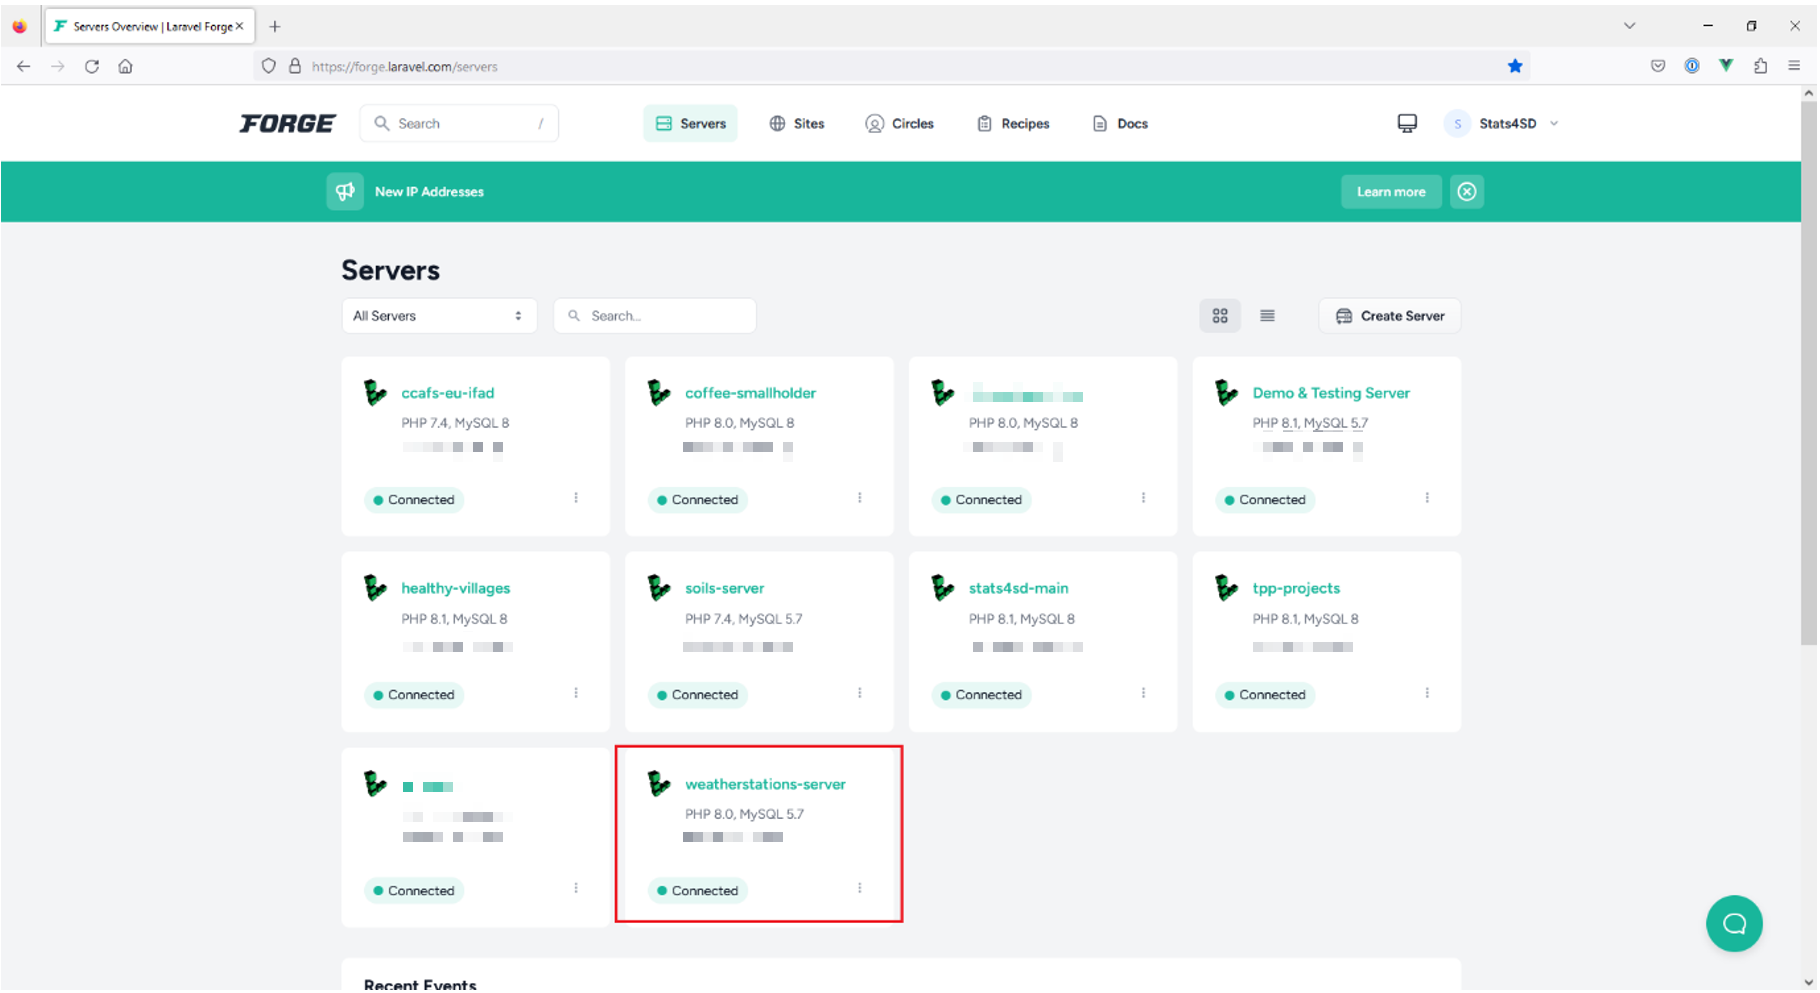 Servers Overview | Laravel Forge
https://forge.laravel.com/servers
FORGE
Search /
Servers
Sites
Circles
Recipes
Docs
S Stats4SD
New IP Addresses
Learn more
Servers
All Servers
Search...
Create Server
ccafs-eu-ifad
PHP 7.4, MySQL 8
Connected
coffee-smallholder
PHP 8.0, MySQL 8
Connected
PHP 8.0, MySQL 8
Connected
Demo & Testing Server
PHP 8.1, MySQL 5.7
Connected
healthy-villages
PHP 8.1, MySQL 8
Connected
soils-server
PHP 7.4, MySQL 5.7
Connected
stats4sd-main
PHP 8.1, MySQL 8
Connected
tpp-projects
PHP 8.1, MySQL 8
Connected
Connected
weatherstations-server
PHP 8.0, MySQL 5.7
Connected
Recent Events